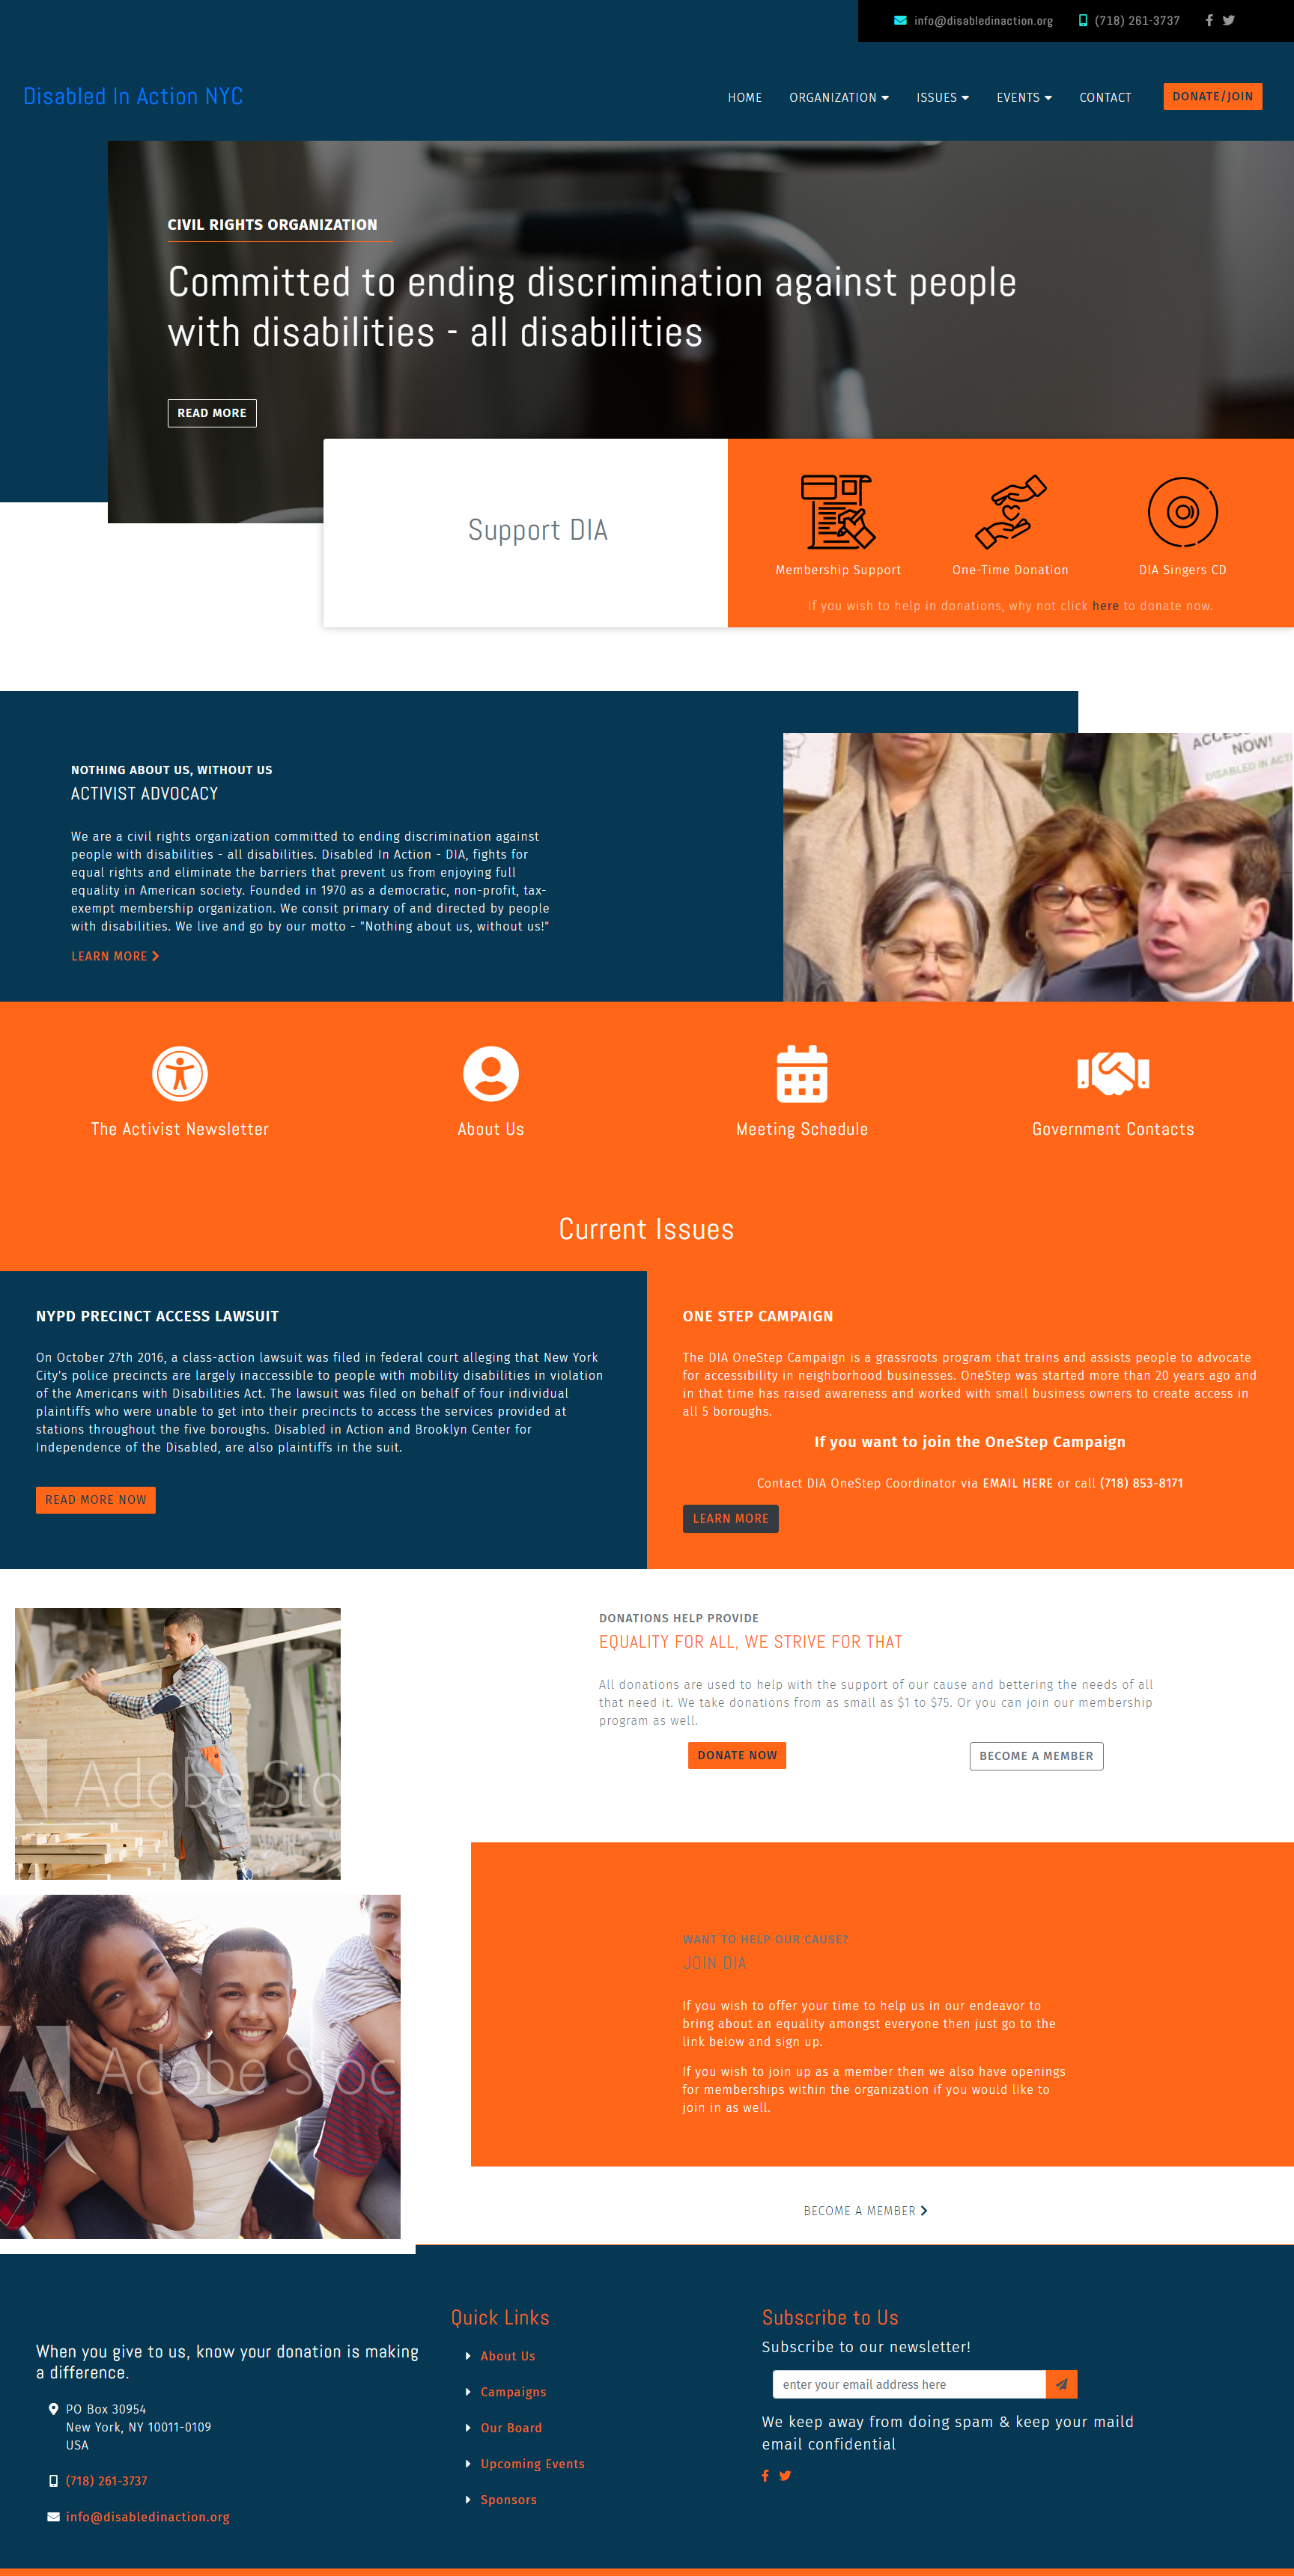 info@disabledinaction.org (718) 261-3737
Disabled In Action NYC
HOME ORGANIZATION ISSUES EVENTS CONTACT DONATE/JOIN
CIVIL RIGHTS ORGANIZATION
Committed to ending discrimination against people
with disabilities - all disabilities
READ MORE
Support DIA
Membership Support One-Time Donation DIA Singers CD
If you wish to help in donations, why not click here to donate now.
NOTHING ABOUT US, WITHOUT US
ACTIVIST ADVOCACY
We are a civil rights organization committed to ending discrimination against
people with disabilities - all disabilities. Disabled In Action - DIA, fights for
equal rights and eliminate the barriers that prevent us from enjoying full
equality in American society. Founded in 1970 as a democratic, non-profit, tax-
exempt membership organization. We consit primary of and directed by people
with disabilities. We live and go by our motto - "Nothing about us, without us!"
LEARN MORE
NOW!
DISABLED IN
The Activist Newsletter About Us Meeting Schedule Government Contacts
Current Issues
NYPD PRECINCT ACCESS LAWSUIT
On October 27th 2016, a class-action lawsuit was filed in federal court alleging that New York
City's police precincts are largely inaccessible to people with mobility disabilities in violation
of the Americans with Disabilities Act. The lawsuit was filed on behalf of four individual
plaintiffs who were unable to get into their precincts to access the services provided at
stations throughout the five boroughs. Disabled in Action and Brooklyn Center for
Independence of the Disabled, are also plaintiffs in the suit.
READ MORE NOW
ONE STEP CAMPAIGN
The DIA OneStep Campaign is a grassroots program that trains and assists people to advocate
for accessibility in neighborhood businesses. OneStep was started more than 20 years ago and
in that time has raised awareness and worked with small business owners to create access in
all 5 boroughs.
If you want to join the OneStep Campaign
Contact DIA OneStep Coordinator via EMAIL HERE or call (718) 853-8171
LEARN MORE
Adobe Sto
DONATIONS HELP PROVIDE
EQUALITY FOR ALL, WE STRIVE FOR THAT
All donations are used to help with the support of our cause and bettering the needs of all
that need it. We take donations from as small as $1 to $75. Or you can join our membership
program as well.
DONATE NOW BECOME A MEMBER
Adobe Stoc
WANT TO HELP OUR CAUSE?
JOIN DIA
If you wish to offer your time to help us in our endeavor to
bring about an equality amongst everyone then just go to the
link below and sign up.
If you wish to join up as a member then we also have openings
for memberships within the organization if you would like to
join in as well.
BECOME A MEMBER
When you give to us, know your donation is making
a difference.
PO Box 30954
New York, NY 10011-0109
USA
(718) 261-3737
info@disabledinaction.org
Quick Links
About Us
Campaigns
Our Board
Upcoming Events
Sponsors
Subscribe to Us
Subscribe to our newsletter!
enter your email address here
We keep away from doing spam & keep your maild
email confidential